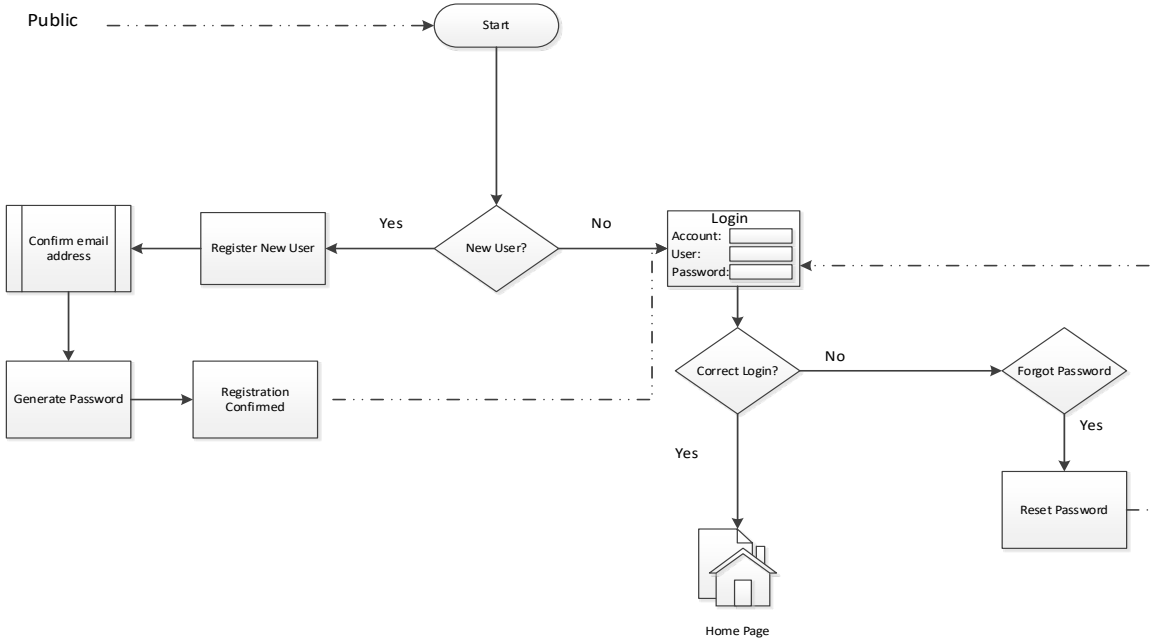 Public
Start
Yes
No
New User?
Register New User
Confirm email
address
Login
Account:
User:
Password:
Generate Password
Registration
Confirmed
Correct Login?
No
Forgot Password
Yes
Yes
Reset Password
Home Page